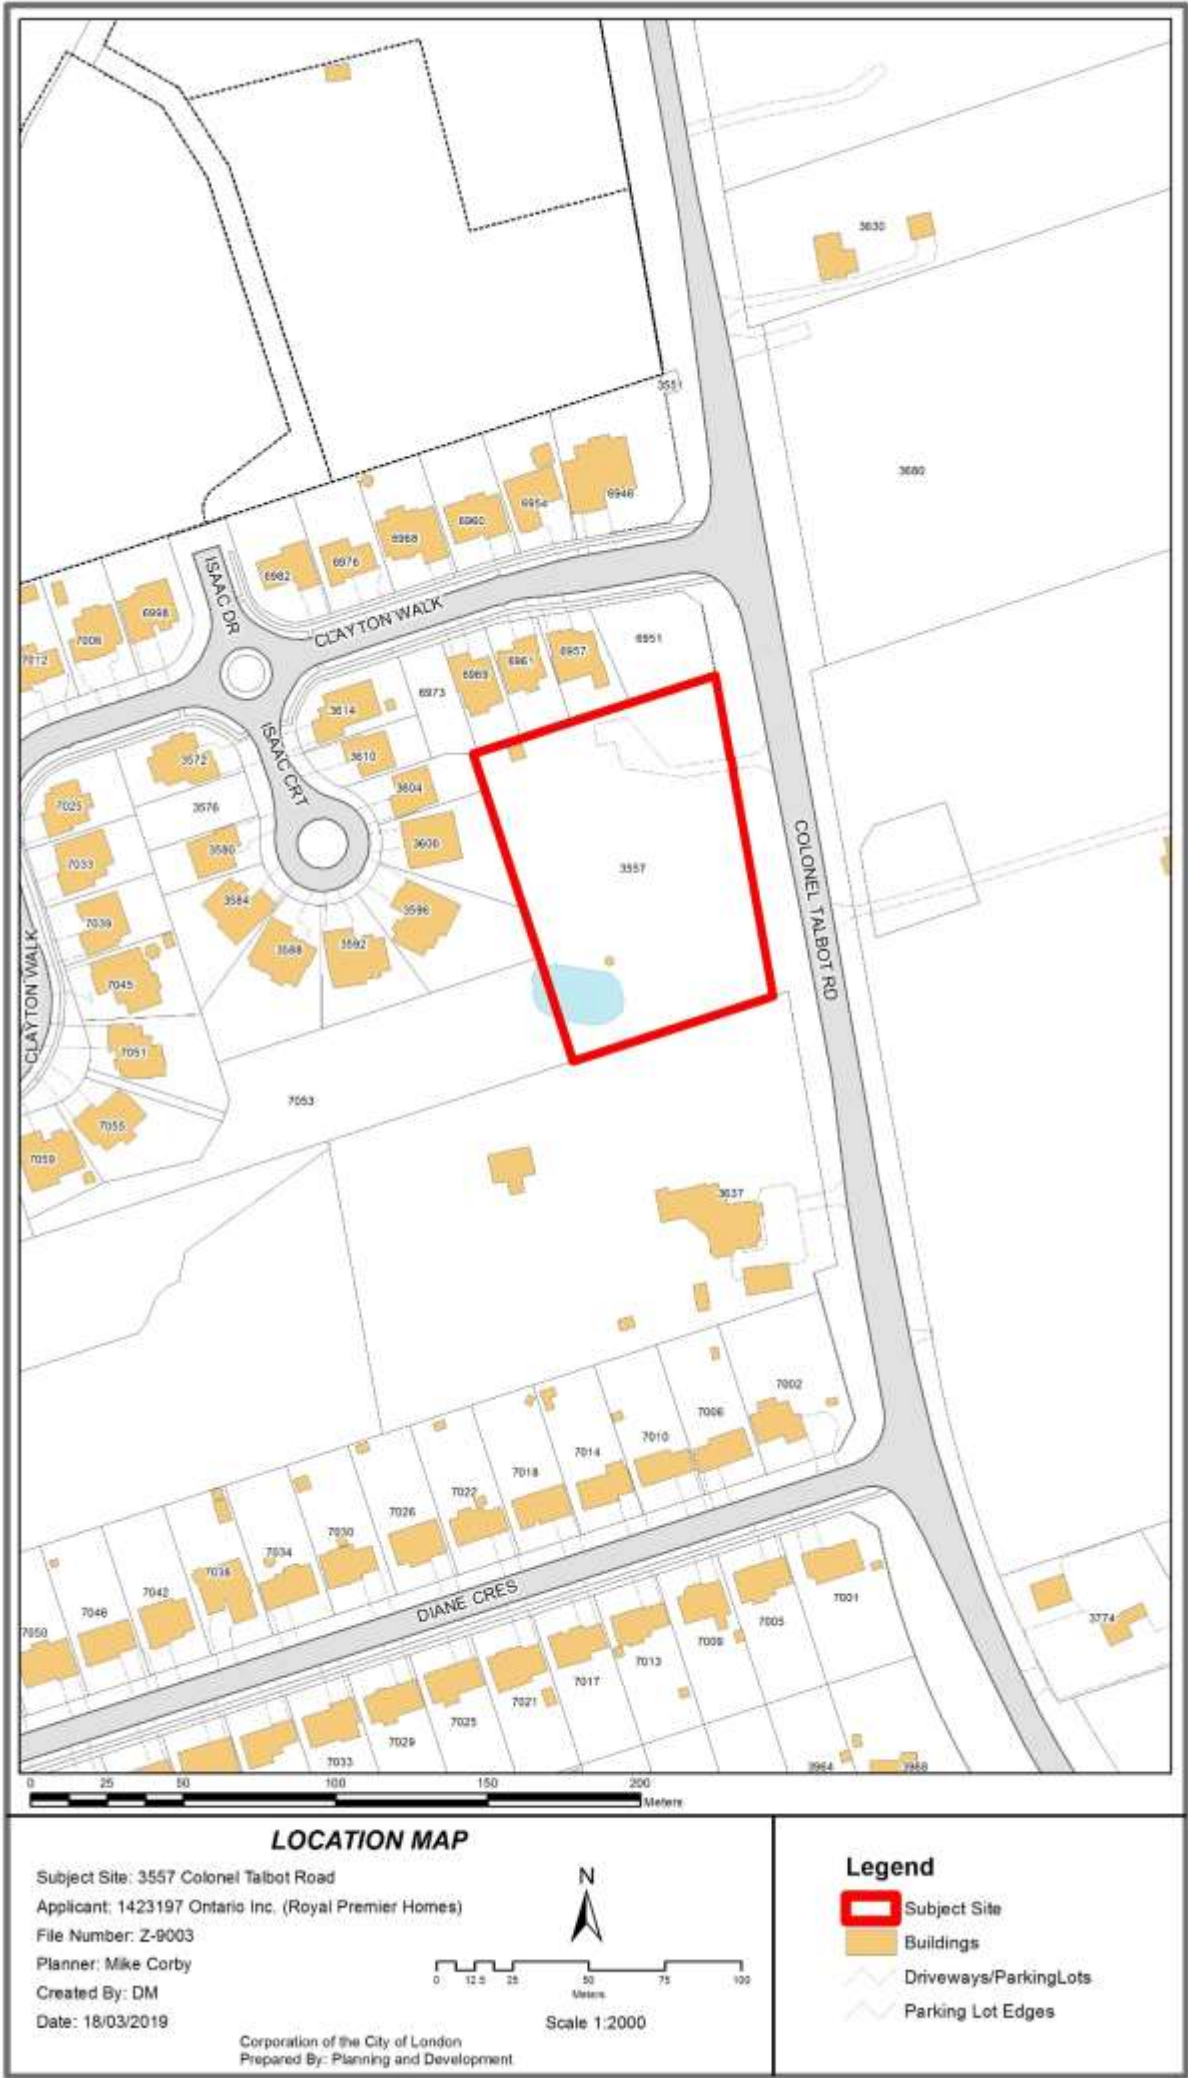 3630
3551
3680
6946
6954
6960
6968
6976
6982
ISAAC DR
CLAYTON WALK
6998
7006
7012
6951
6957
6961
6969
6973
3614
ISAAC CRT
3610
3572
3604
7025
3576
3600
3580
7033
3557
COLONEL TALBOT RD
3584
3596
7039
3588
3592
CLAYTON WALK
7045
7051
7053
7055
7059
3637
7002
7006
7010
7014
7018
7022
7026
7030
7034
7038
7042
7046
7050
DIANE CRES
7001
7005
7009
7013
7017
7021
7025
7029
7033
3774
3964
3968
0 25 50 100 150 200
Meters
LOCATION MAP
Subject Site: 3557 Colonel Talbot Road
Applicant: 1423197 Ontario Inc. (Royal Premier Homes)
File Number: Z-9003
Planner: Mike Corby
Created By: DM
Date: 18/03/2019
Corporation of the City of London
Prepared By: Planning and Development
N
0 12.5 25 50 75 100
Meters
Scale 1:2000
Legend
Subject Site
Buildings
Driveways/ParkingLots
Parking Lot Edges